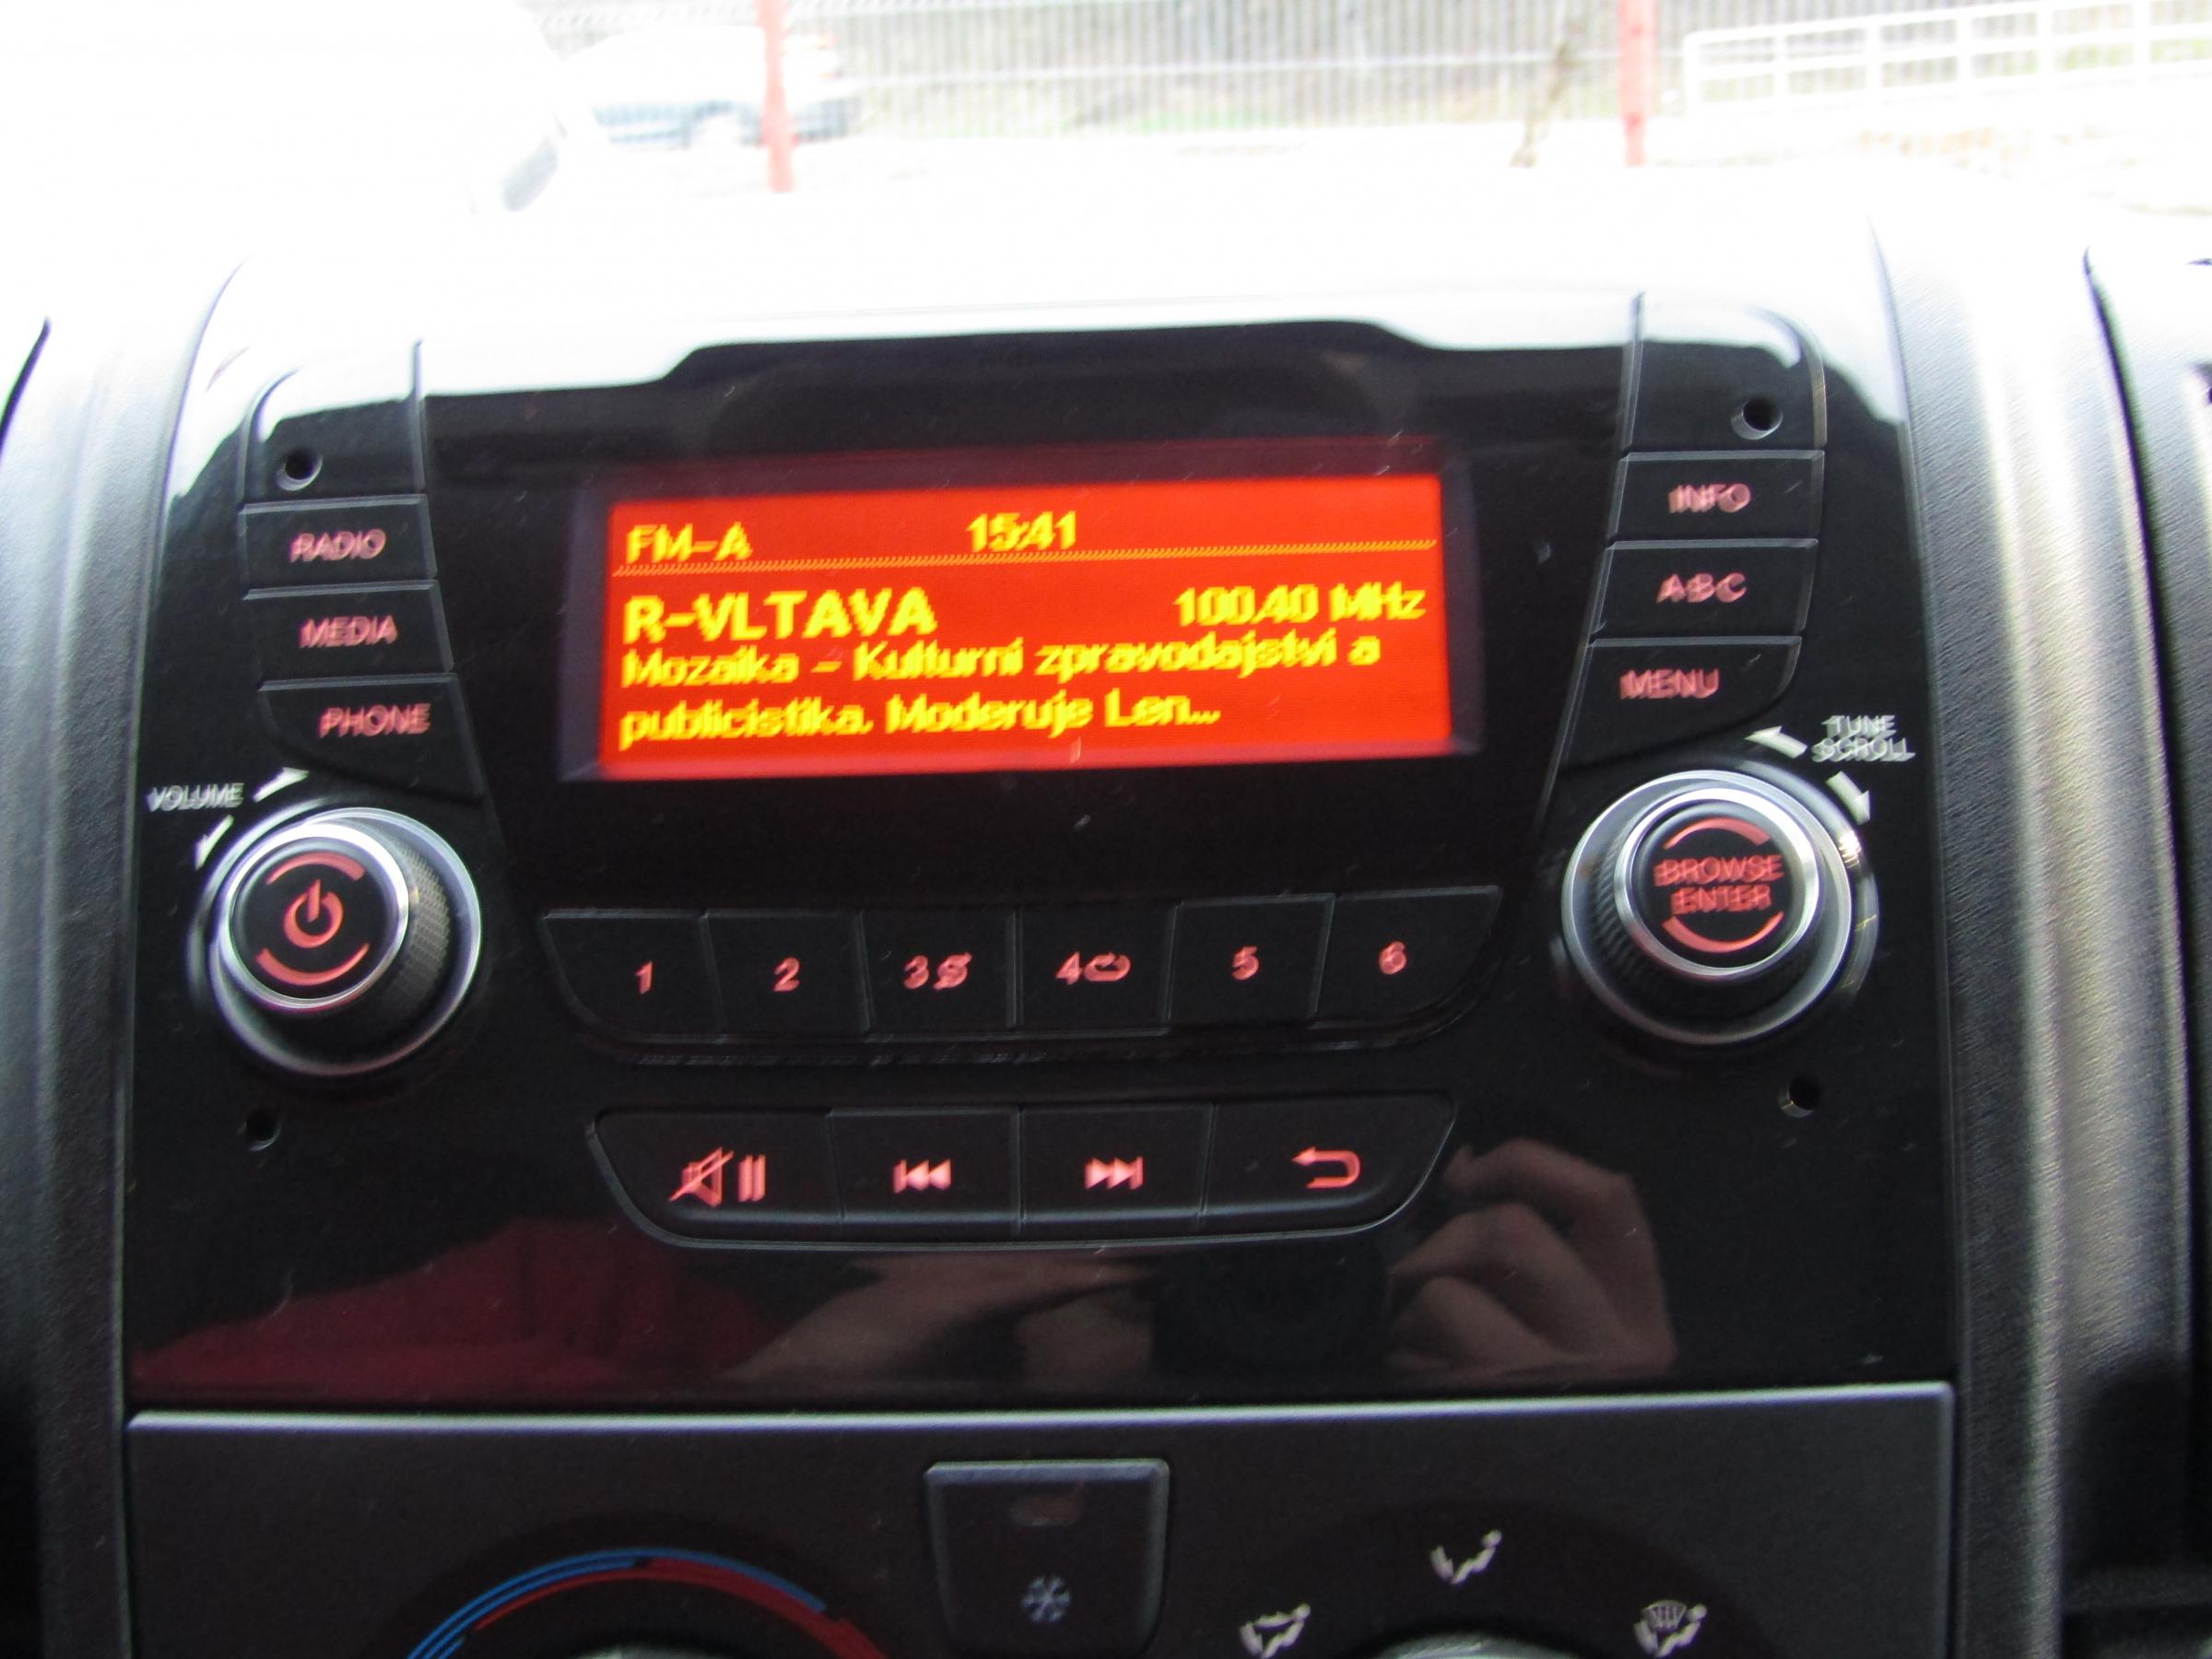 FM-A 15:41
R-VLTAVA 100.40 MHz
Mozaika - Kulturní zpravodajství a
publicistika. Moderuje Len...
RADIO
MEDIA
PHONE
VOLUME
INFO
ABC
MENU
TUNE
SCROLL
BROWSE
ENTER
1 2 3 4 5 6